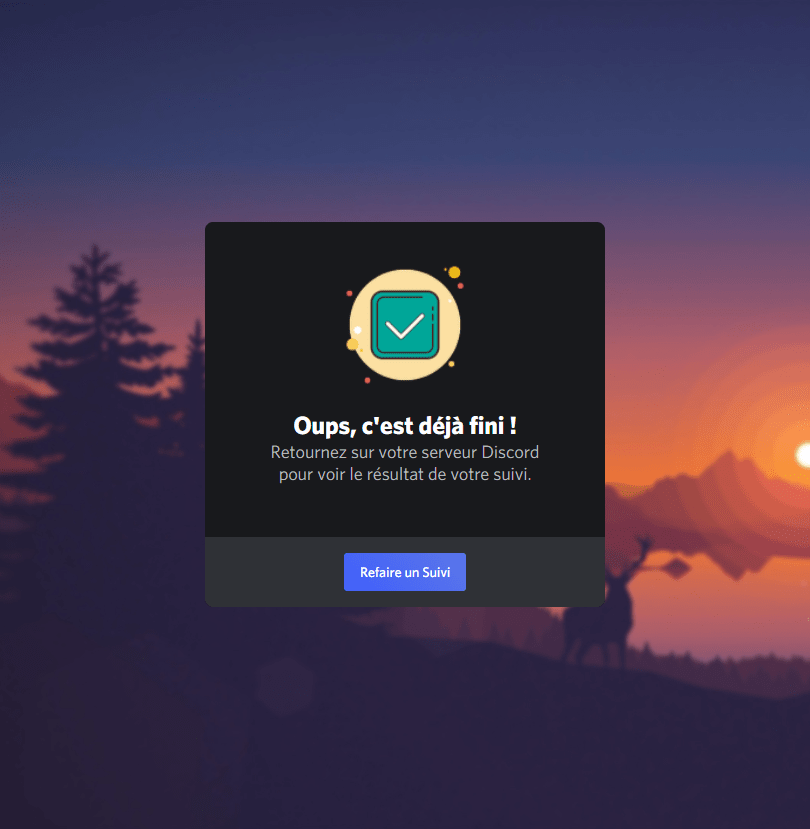 Oups, c'est déjà fini !
Retournez sur votre serveur Discord
pour voir le résultat de votre suivi.
Refaire un Suivi